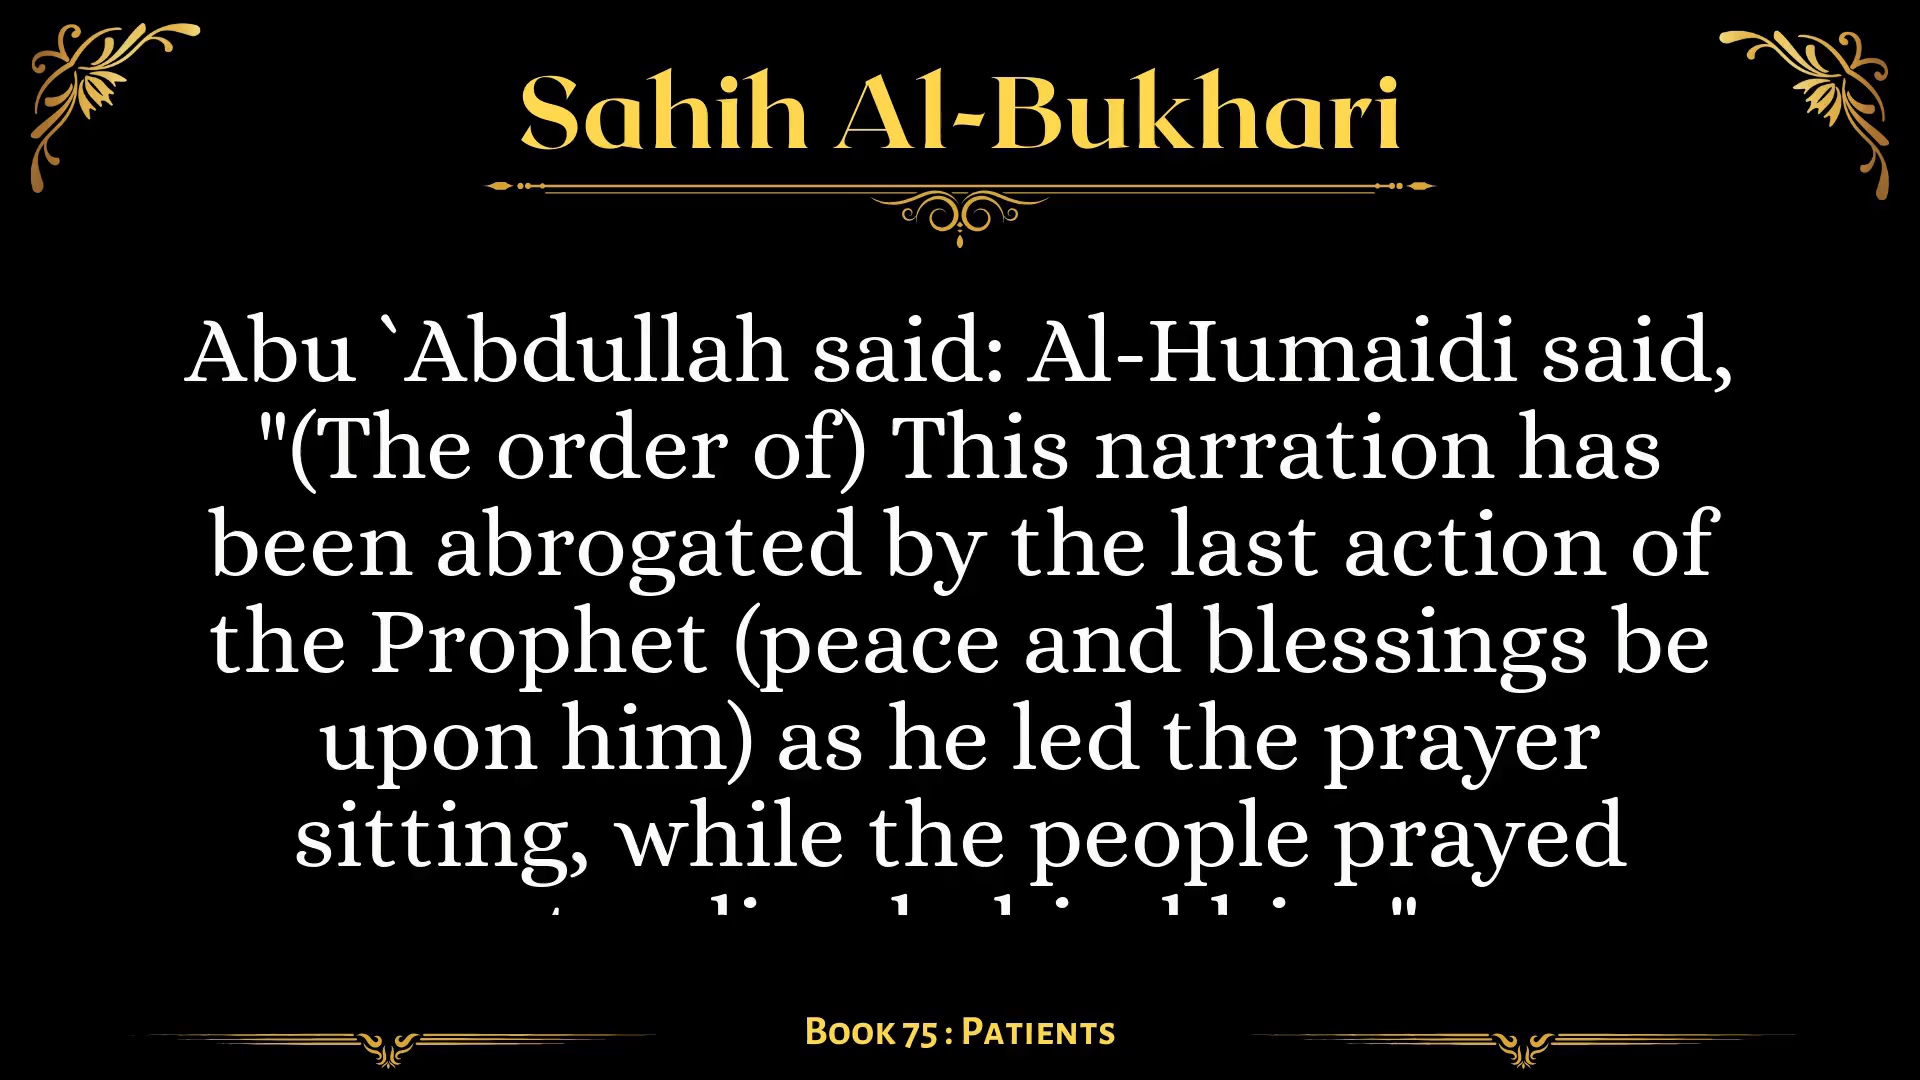 Sahih Al-Bukhari
Abu `Abdullah said: Al-Humaidi said,
"(The order of) This narration has
been abrogated by the last action of
the Prophet (peace and blessings be
upon him) as he led the prayer
sitting, while the people prayed
Book 75 : Patients